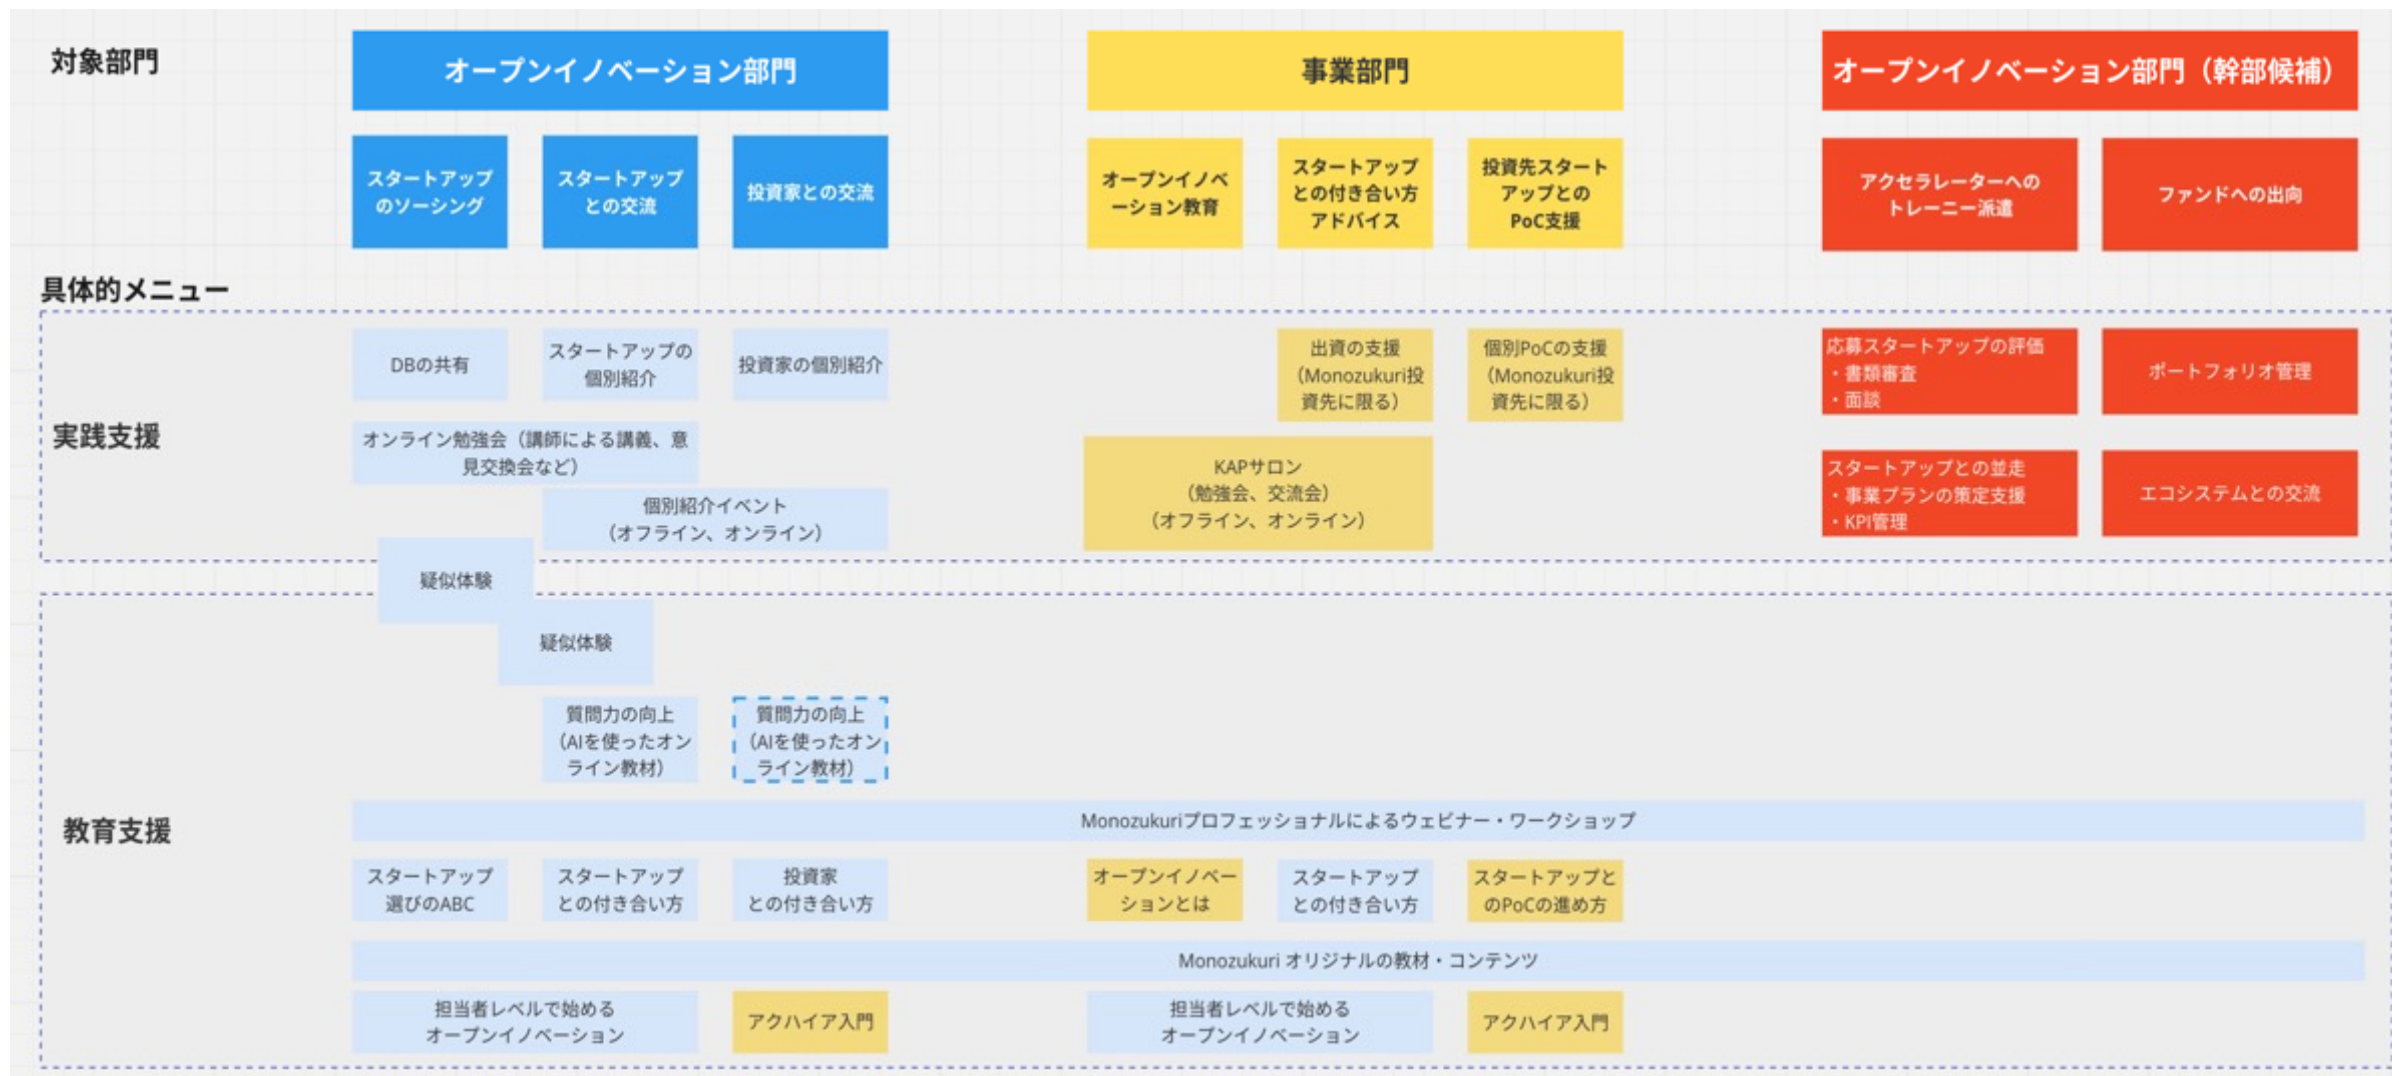 対象部門
オープンイノベーション部門
事業部門
オープンイノベーション部門（幹部候補）
スタートアップ
のソーシング
スタートアップ
との交流
投資家との交流
オープンイノベ
ーション教育
スタートアップ
との付き合い方
アドバイス
投資先スタート
アップとの
PoC支援
アクセラレーターへの
トレーニー派遣
ファンドへの出向
具体的メニュー
実践支援
DBの共有
スタートアップの
個別紹介
投資家の個別紹介
出資の支援
（Monozukuri投
資先に限る）
個別PoCの支援
（Monozukuri投
資先に限る）
応募スタートアップの評価
・書類審査
・面談
ポートフォリオ管理
オンライン勉強会（講師による講義、意
見交換会など）
個別紹介イベント
（オフライン、オンライン）
KAPサロン
（勉強会、交流会）
（オフライン、オンライン）
スタートアップとの並走
・事業プランの策定支援
・KPI管理
エコシステムとの交流
疑似体験
疑似体験
教育支援
質問力の向上
（AIを使ったオン
ライン教材）
質問力の向上
（AIを使ったオン
ライン教材）
Monozukuriプロフェッショナルによるウェビナー・ワークショップ
スタートアップ
選びのABC
スタートアップ
との付き合い方
投資家
との付き合い方
オープンイノベー
ションとは
スタートアップ
との付き合い方
スタートアップと
のPoCの進め方
Monozukuri オリジナルの教材・コンテンツ
担当者レベルで始める
オープンイノベーション
アクハイア入門
担当者レベルで始める
オープンイノベーション
アクハイア入門